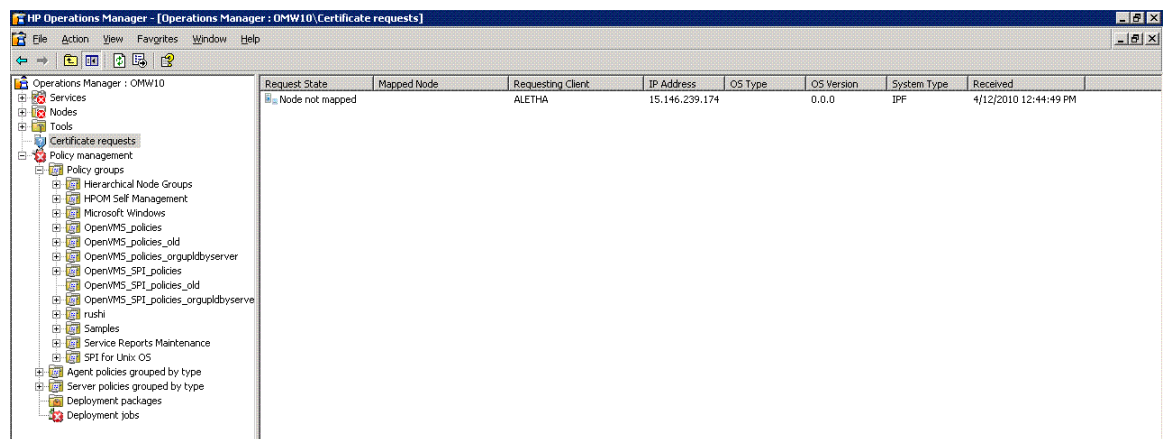 HP Operations Manager - [Operations Manager : OMW10\Certificate requests]
File Action View Favorites Window Help
Operations Manager : OMW10
Services
Nodes
Tools
Certificate requests
Policy management
Policy groups
Hierarchical Node Groups
HPOM Self Management
Microsoft Windows
OpenVMS_policies
OpenVMS_policies_old
OpenVMS_policies_orgupldbyserver
OpenVMS_SPI_policies
OpenVMS_SPI_policies_old
OpenVMS_SPI_policies_orgupldbyserve
rushi
Samples
Service Reports Maintenance
SPI for Unix OS
Agent policies grouped by type
Server policies grouped by type
Deployment packages
Deployment jobs
Request State Mapped Node Requesting Client IP Address OS Type OS Version System Type Received
Node not mapped ALETHA 15.146.239.174 0.0.0 IPF 4/12/2010 12:44:49 PM